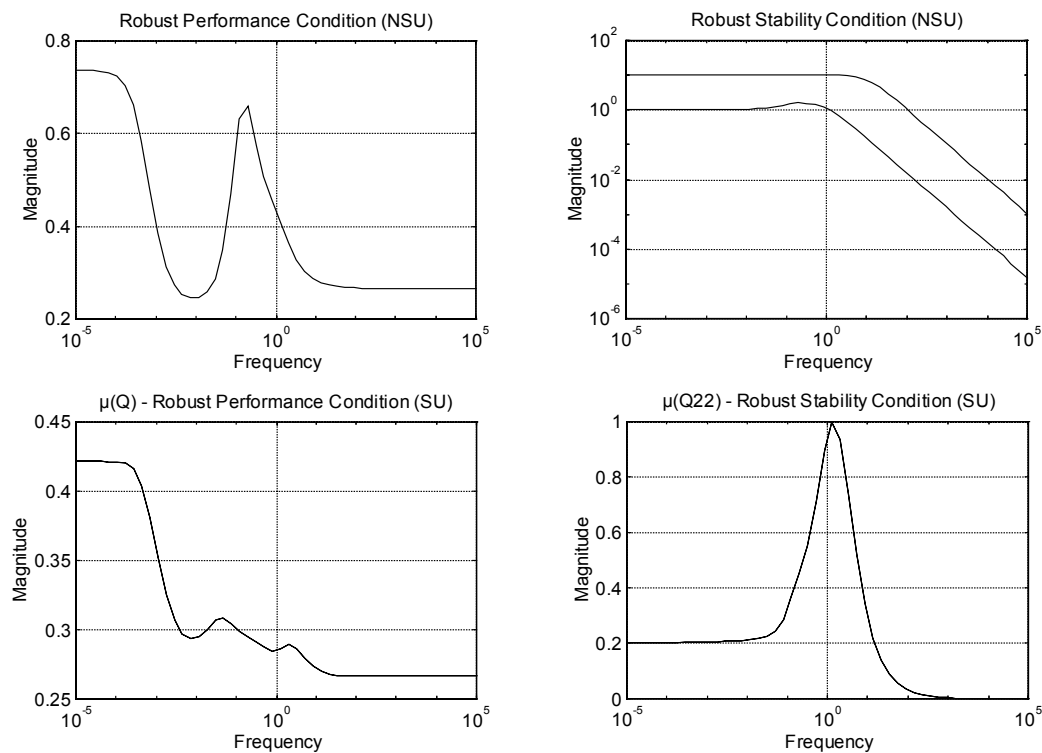 Robust Performance Condition (NSU)
0.8
0.6
0.4
0.2
Magnitude
10^-5
10^0
10^5
Frequency
Robust Stability Condition (NSU)
10^2
10^0
10^-2
10^-4
10^-6
Magnitude
10^-5
10^0
10^5
Frequency
μ(Q) - Robust Performance Condition (SU)
0.45
0.4
0.35
0.3
0.25
Magnitude
10^-5
10^0
10^5
Frequency
μ(Q22) - Robust Stability Condition (SU)
1
0.8
0.6
0.4
0.2
0
Magnitude
10^-5
10^0
10^5
Frequency